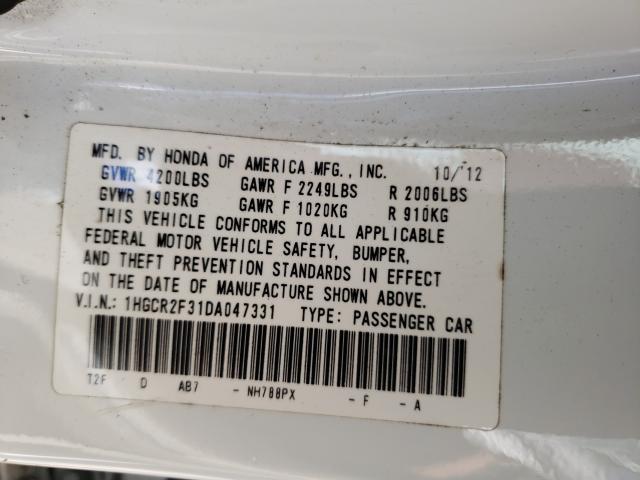 MFD. BY HONDA OF AMERICA MFG., INC. 10/12
GVWR 4200LBS GAWR F 2249LBS R 2006LBS
GVWR 1905KG GAWR F 1020KG R 910KG
THIS VEHICLE CONFORMS TO ALL APPLICABLE
FEDERAL MOTOR VEHICLE SAFETY, BUMPER,
AND THEFT PREVENTION STANDARDS IN EFFECT
ON THE DATE OF MANUFACTURE SHOWN ABOVE.
V.I.N.: 1HGCR2F31DA047331 TYPE: PASSENGER CAR
T2F D AB7 - NH788PX - F - A